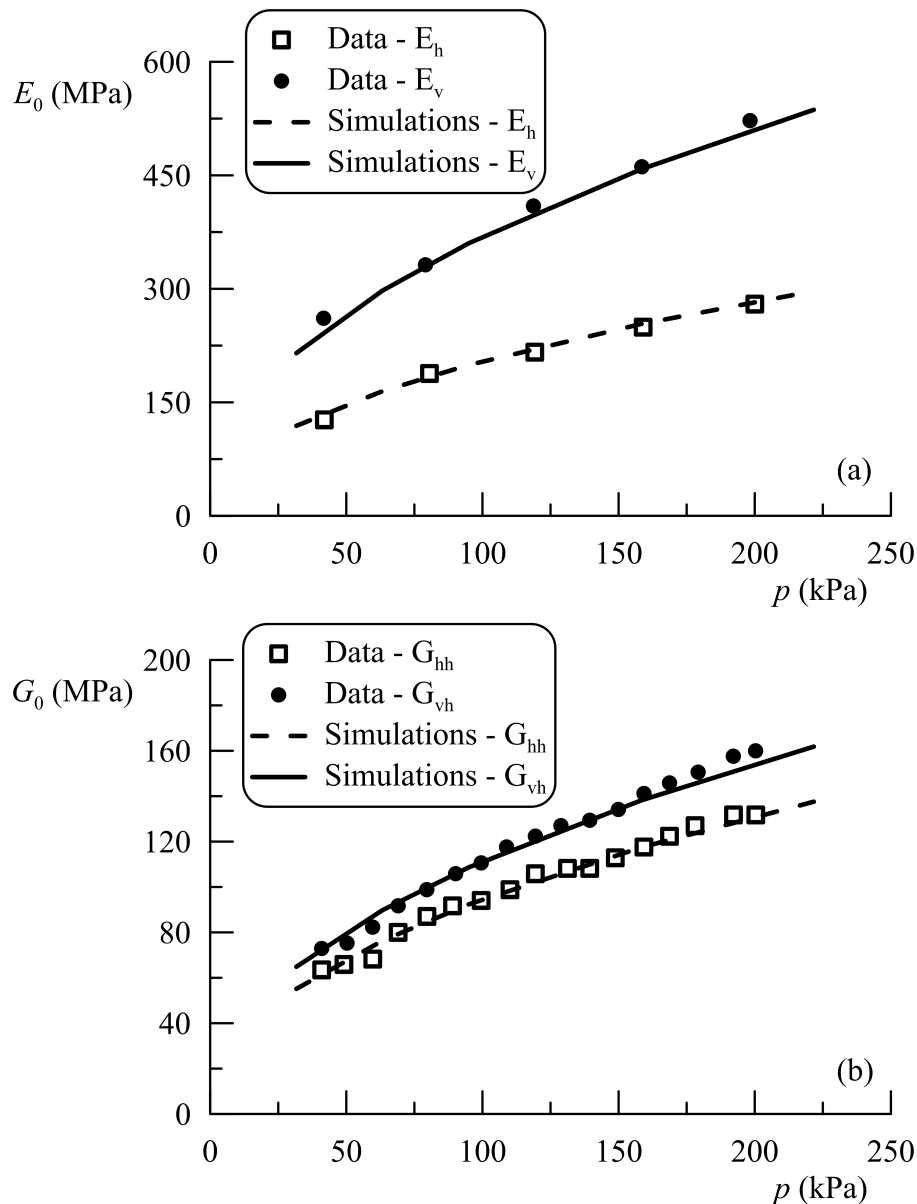 Data - E_h
Data - E_v
Simulations - E_h
Simulations - E_v
E_0 (MPa)
600
450
300
150
0
(a)
0 50 100 150 200 250
p (kPa)
Data - G_hh
Data - G_vh
Simulations - G_hh
Simulations - G_vh
G_0 (MPa)
200
160
120
80
40
0
(b)
0 50 100 150 200 250
p (kPa)